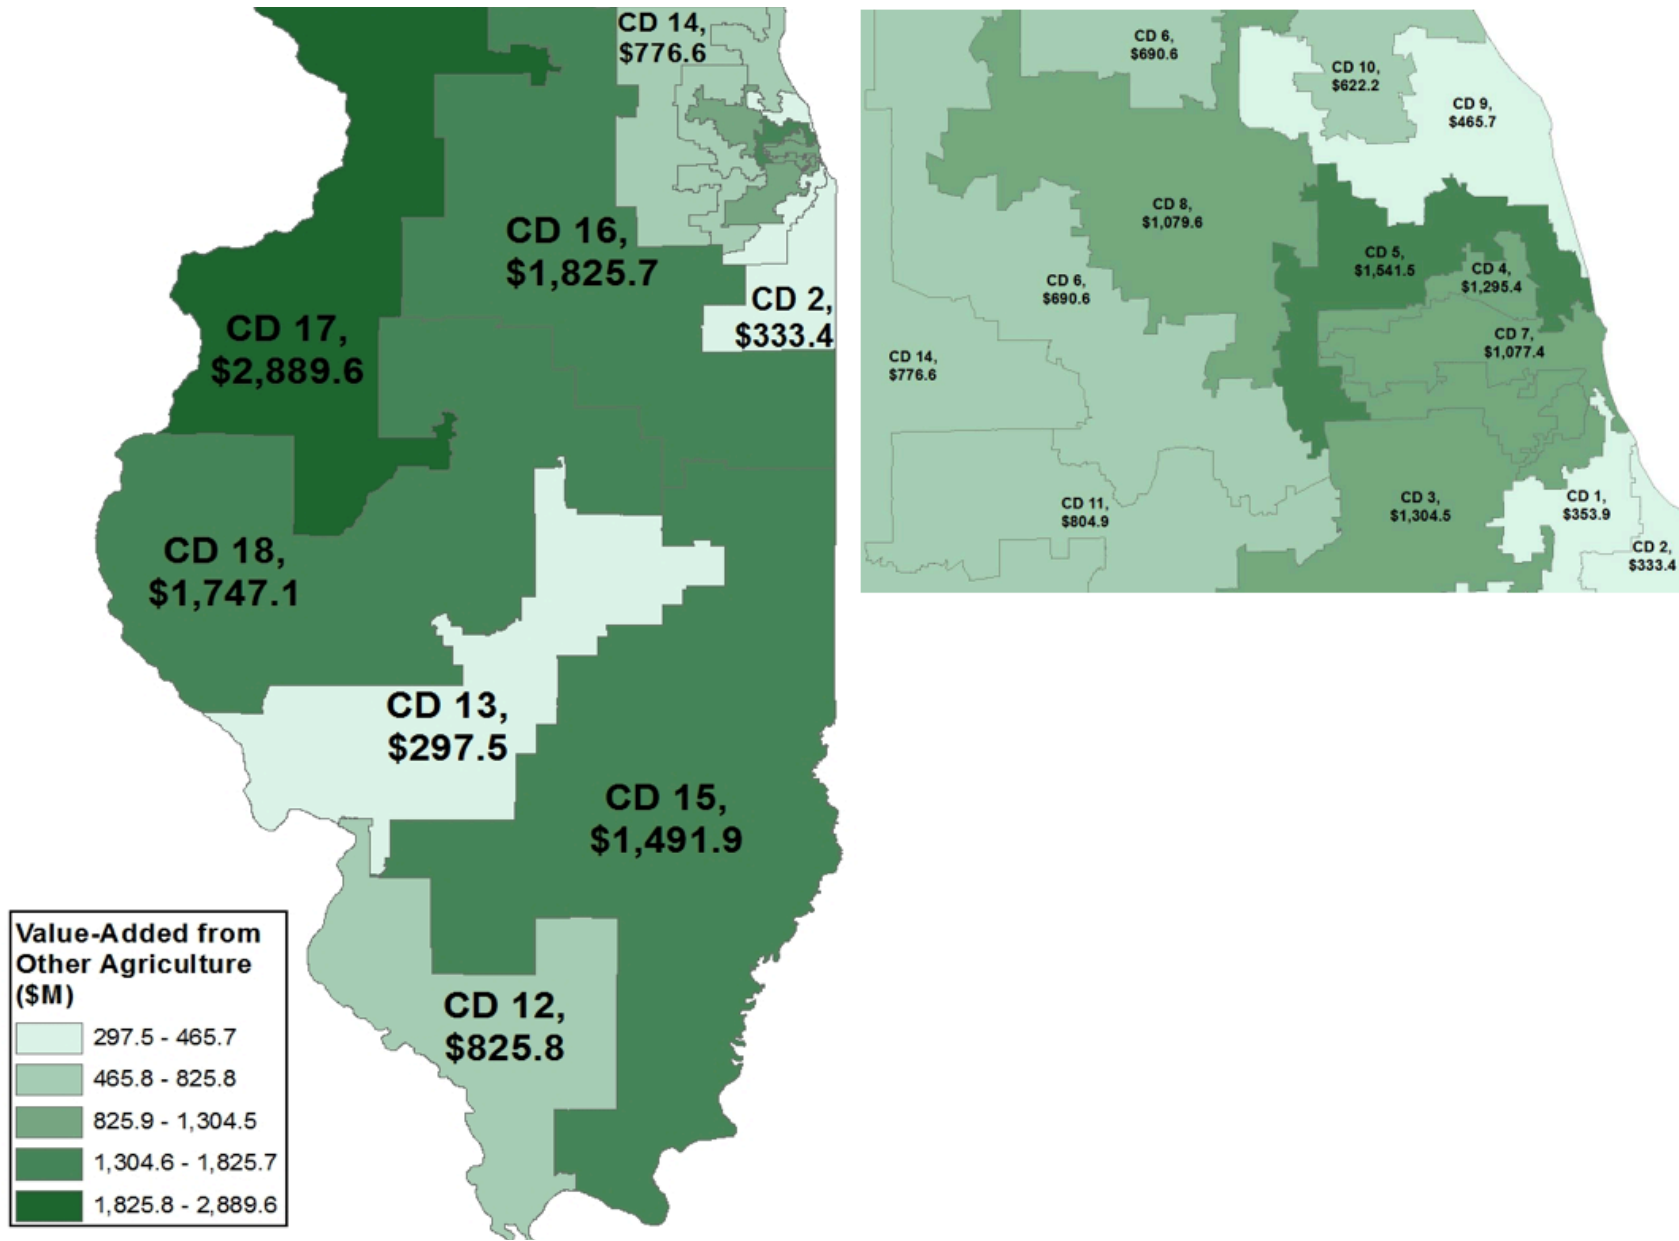 CD 14,
$776.6
CD 16,
$1,825.7
CD 2,
$333.4
CD 17,
$2,889.6
CD 18,
$1,747.1
CD 13,
$297.5
CD 15,
$1,491.9
CD 12,
$825.8
Value-Added from
Other Agriculture
($M)
297.5 - 465.7
465.8 - 825.8
825.9 - 1,304.5
1,304.6 - 1,825.7
1,825.8 - 2,889.6
CD 6,
$690.6
CD 10,
$622.2
CD 9,
$465.7
CD 8,
$1,079.6
CD 5,
$1,541.5
CD 4,
$1,295.4
CD 6,
$690.6
CD 7,
$1,077.4
CD 14,
$776.6
CD 11,
$804.9
CD 3,
$1,304.5
CD 1,
$353.9
CD 2,
$333.4